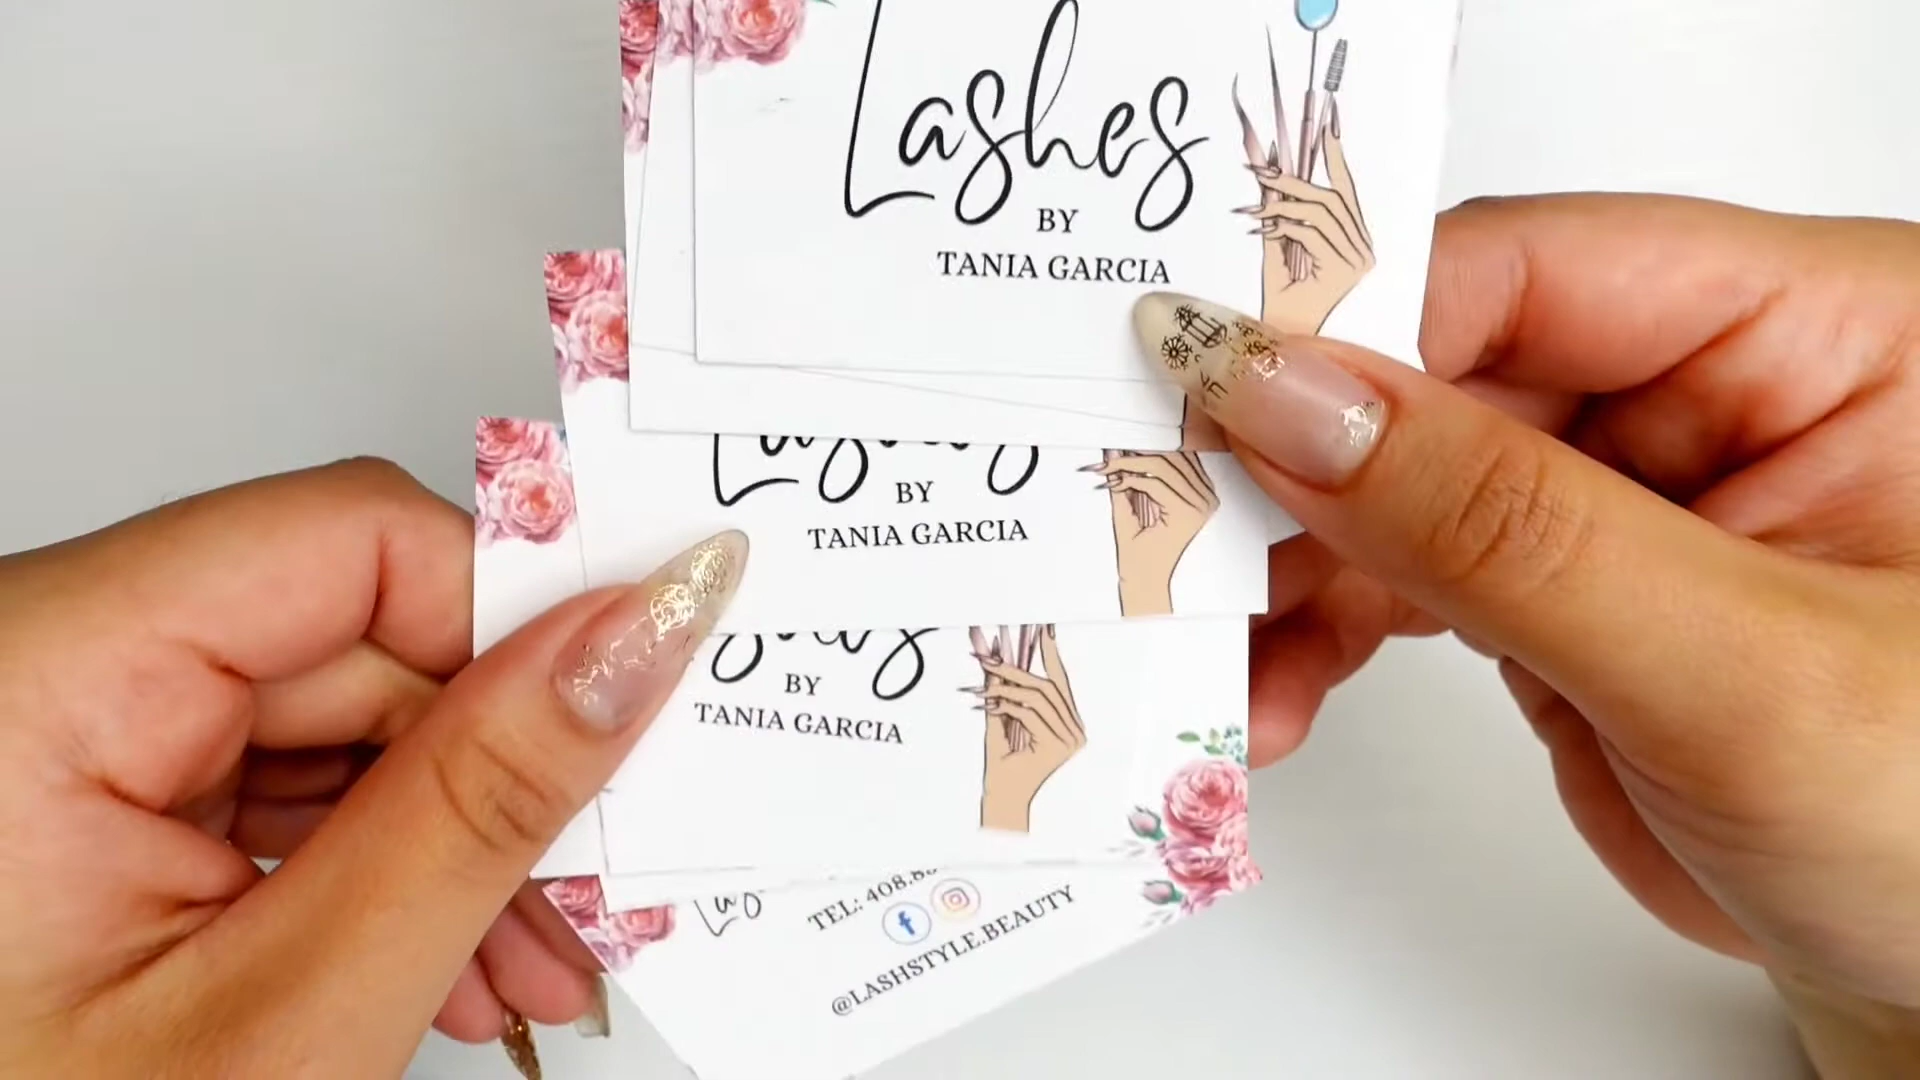 Lashes
BY
TANIA GARCIA
BY
TANIA GARCIA
BY
TANIA GARCIA
TEL: 408.
@LASHSTYLE.BEAUTY